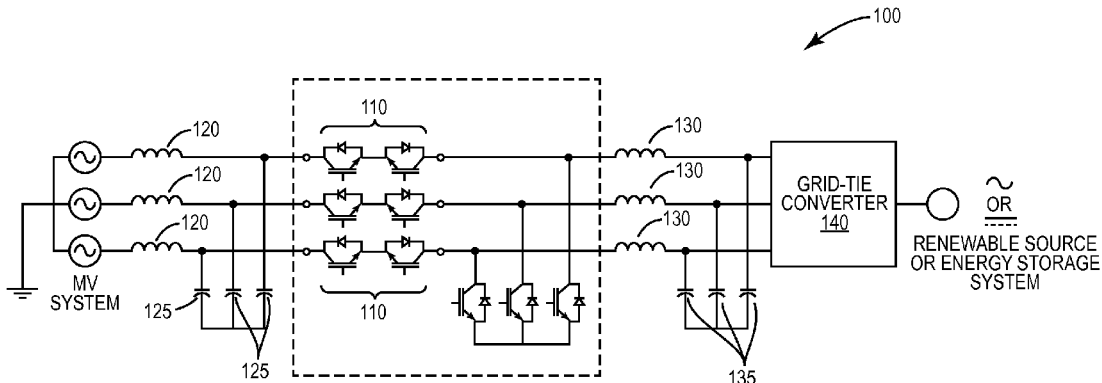 100
110
120
120
120
130
130
130
GRID-TIE
CONVERTER
140
OR
RENEWABLE SOURCE
OR ENERGY STORAGE
SYSTEM
MV
SYSTEM
125
125
110
135